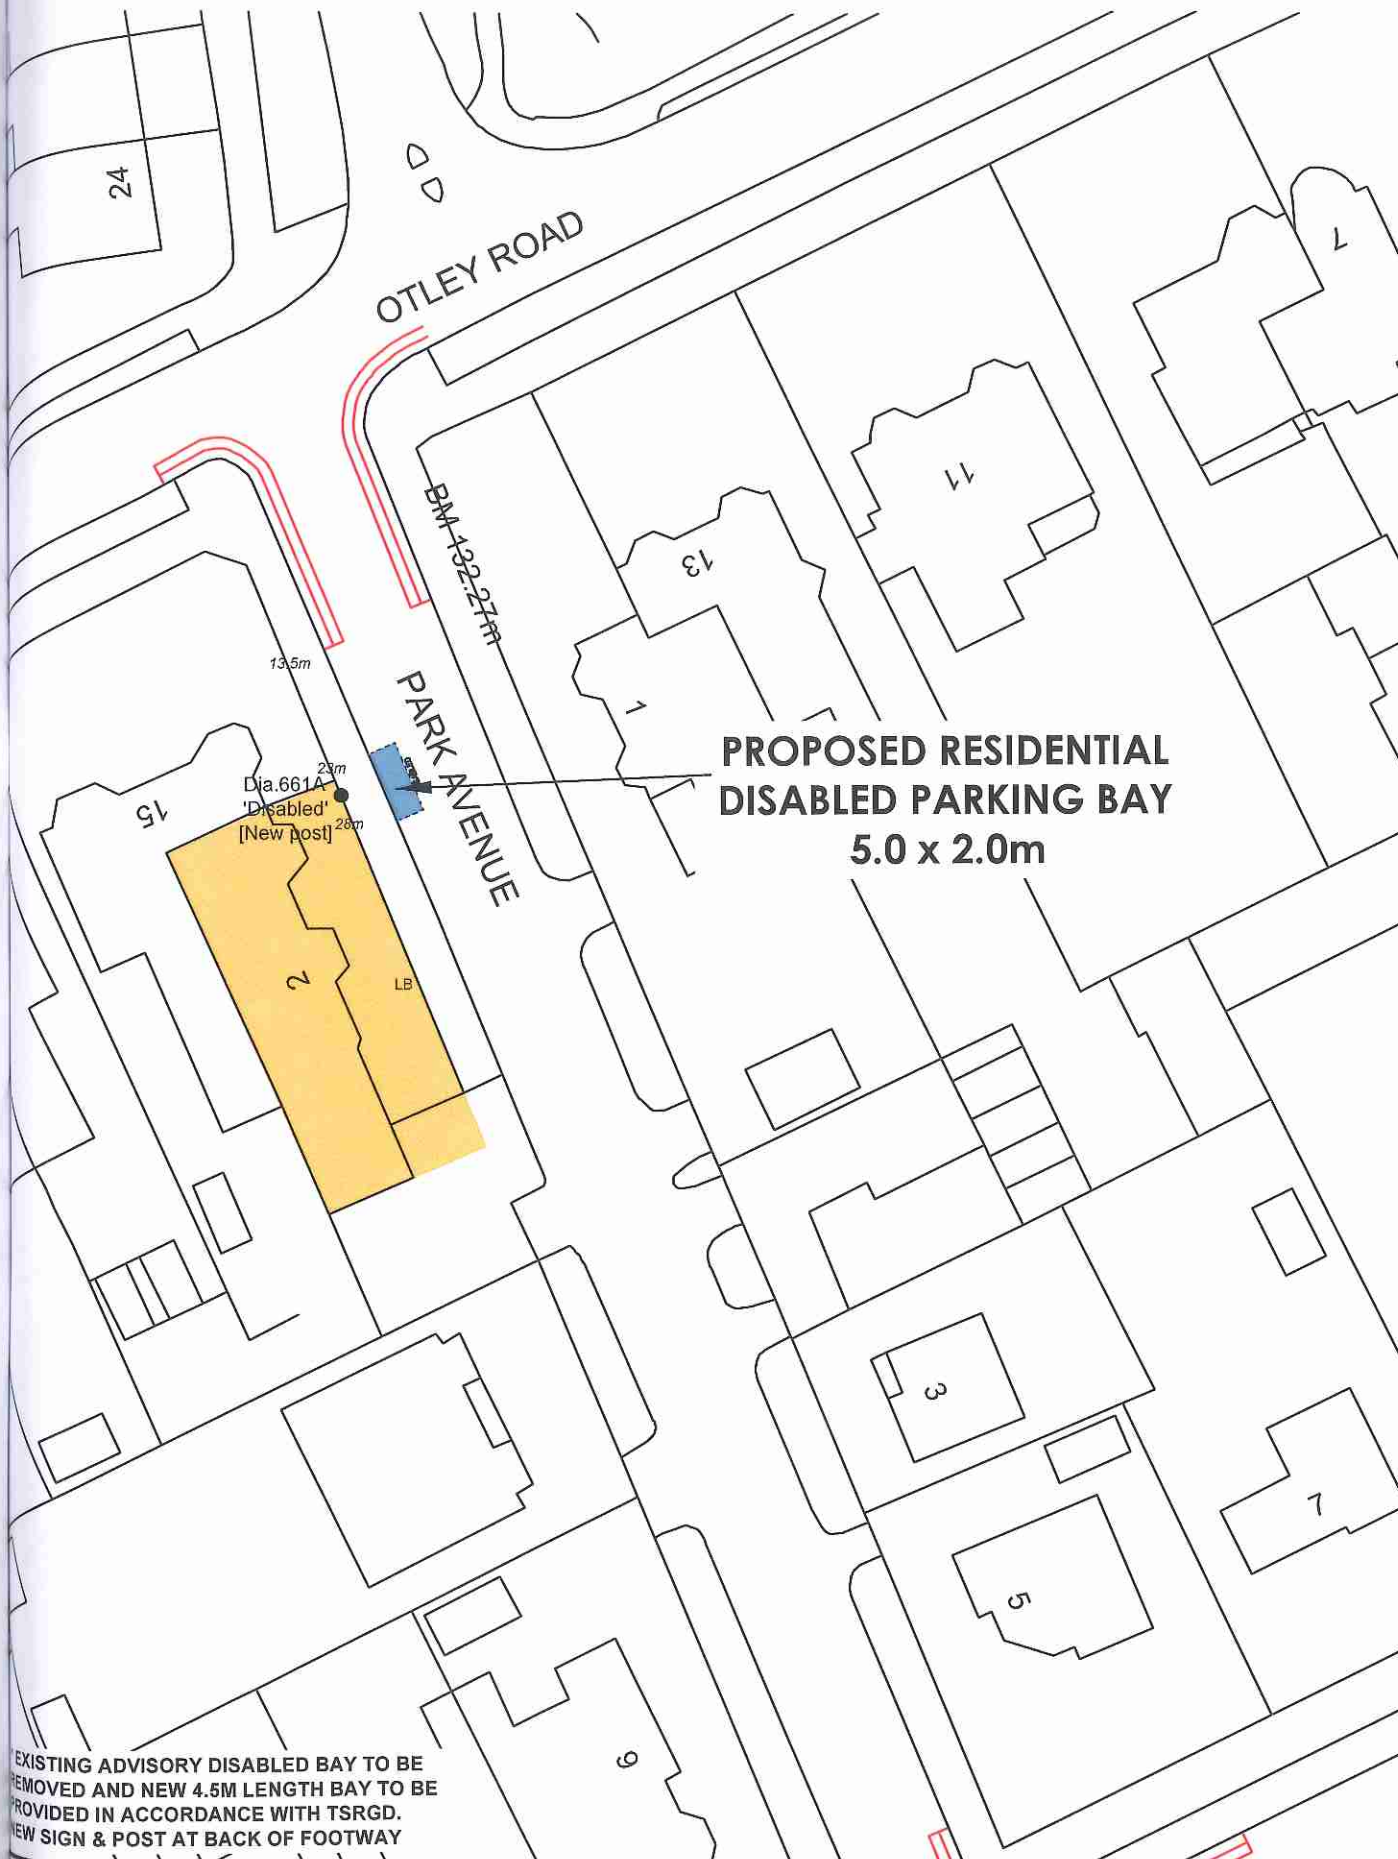 24
OTLEY ROAD
7
11
BM 132.27m
13
13.5m
PARK AVENUE
1
PROPOSED RESIDENTIAL
DISABLED PARKING BAY
5.0 x 2.0m
23m
Dia.661A
'Disabled'
[New post]
28m
15
2
LB
3
7
5
9
EXISTING ADVISORY DISABLED BAY TO BE
REMOVED AND NEW 4.5M LENGTH BAY TO BE
PROVIDED IN ACCORDANCE WITH TSRGD.
NEW SIGN & POST AT BACK OF FOOTWAY